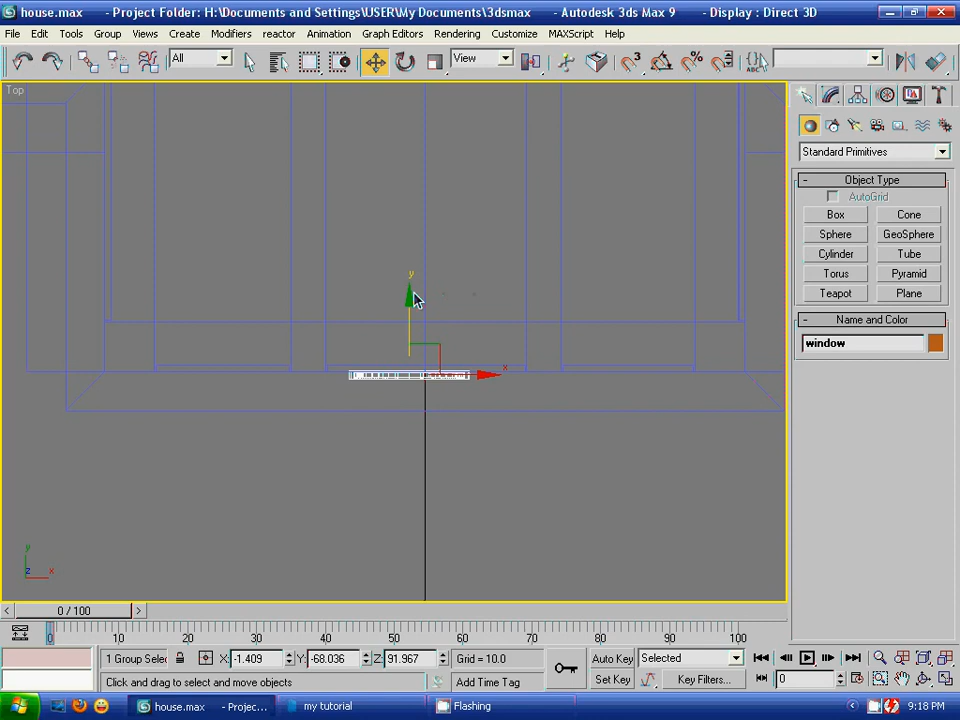 house.max - Project Folder: H:\Documents and Settings\USER\My Documents\3dsmax - Autodesk 3ds Max 9 - Display : Direct 3D
File Edit Tools Group Views Create Modifiers reactor Animation Graph Editors Rendering Customize MAXScript Help
All View
Top
Standard Primitives
- Object Type
AutoGrid
Box Cone
Sphere GeoSphere
Cylinder Tube
Torus Pyramid
Teapot Plane
- Name and Color
window
y
x
y
z x
< 0 / 100 >
0 10 20 30 40 50 60 70 80 90 100
1 Group Selec X: -1.409 Y: -68.036 Z: 91.967 Grid = 10.0 Auto Key Selected
Click and drag to select and move objects Add Time Tag Set Key Key Filters... 0
start house.max - Projec... my tutorial Flashing 9:18 PM